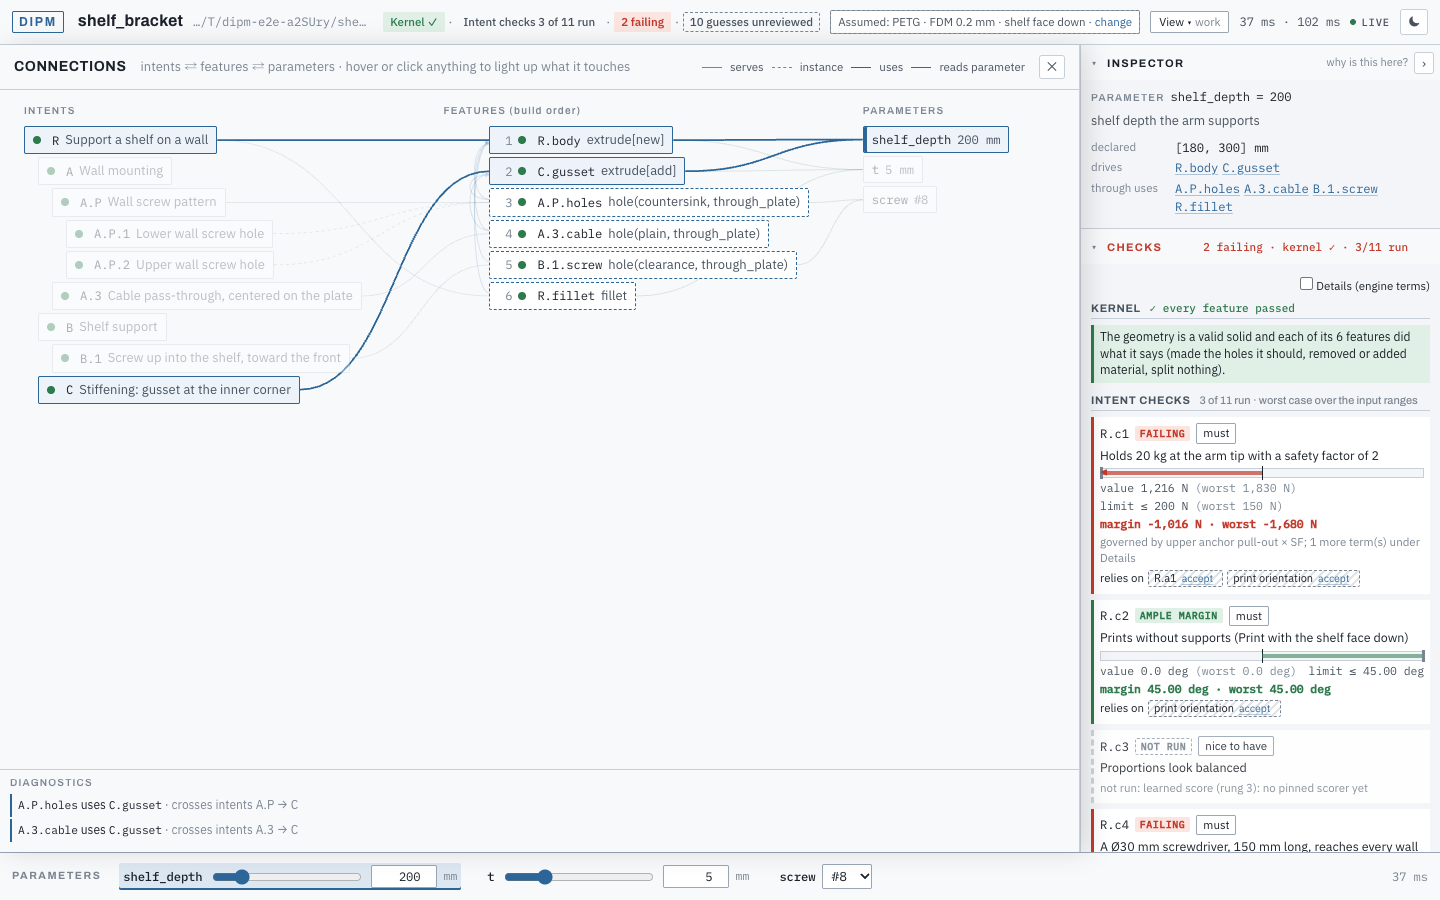 DIPM shelf_bracket …/T/dipm-e2e-a2SUry/she… Kernel ✓ · Intent checks 3 of 11 run · 2 failing · 10 guesses unreviewed Assumed: PETG · FDM 0.2 mm · shelf face down · change View • work 37 ms · 102 ms LIVE
CONNECTIONS intents ⇄ features ⇄ parameters · hover or click anything to light up what it touches serves instance uses reads parameter ×
INTENTS FEATURES (build order) PARAMETERS
R Support a shelf on a wall
A Wall mounting
A.P Wall screw pattern
A.P.1 Lower wall screw hole
A.P.2 Upper wall screw hole
A.3 Cable pass-through, centered on the plate
B Shelf support
B.1 Screw up into the shelf, toward the front
C Stiffening: gusset at the inner corner
1 R.body extrude[new]
2 C.gusset extrude[add]
3 A.P.holes hole(countersink, through_plate)
4 A.3.cable hole(plain, through_plate)
5 B.1.screw hole(clearance, through_plate)
6 R.fillet fillet
shelf_depth 200 mm
t 5 mm
screw #8
DIAGNOSTICS
A.P.holes uses C.gusset · crosses intents A.P → C
A.3.cable uses C.gusset · crosses intents A.3 → C
INSPECTOR why is this here? ›
PARAMETER shelf_depth = 200
shelf depth the arm supports
declared [180, 300] mm
drives R.body C.gusset
through uses A.P.holes A.3.cable B.1.screw
R.fillet
CHECKS 2 failing · kernel ✓ · 3/11 run
Details (engine terms)
KERNEL ✓ every feature passed
The geometry is a valid solid and each of its 6 features did
what it says (made the holes it should, removed or added
material, split nothing).
INTENT CHECKS 3 of 11 run · worst case over the input ranges
R.c1 FAILING must
Holds 20 kg at the arm tip with a safety factor of 2
value 1,216 N (worst 1,830 N)
limit ≤ 200 N (worst 150 N)
margin -1,016 N · worst -1,680 N
governed by upper anchor pull-out × SF; 1 more term(s) under
Details
relies on R.a1 accept print orientation accept
R.c2 AMPLE MARGIN must
Prints without supports (Print with the shelf face down)
value 0.0 deg (worst 0.0 deg) limit ≤ 45.00 deg
margin 45.00 deg · worst 45.00 deg
relies on print orientation accept
R.c3 NOT RUN nice to have
Proportions look balanced
not run: learned score (rung 3): no pinned scorer yet
R.c4 FAILING must
A Ø30 mm screwdriver, 150 mm long, reaches every wall
PARAMETERS shelf_depth 200 mm t 5 mm screw #8 37 ms